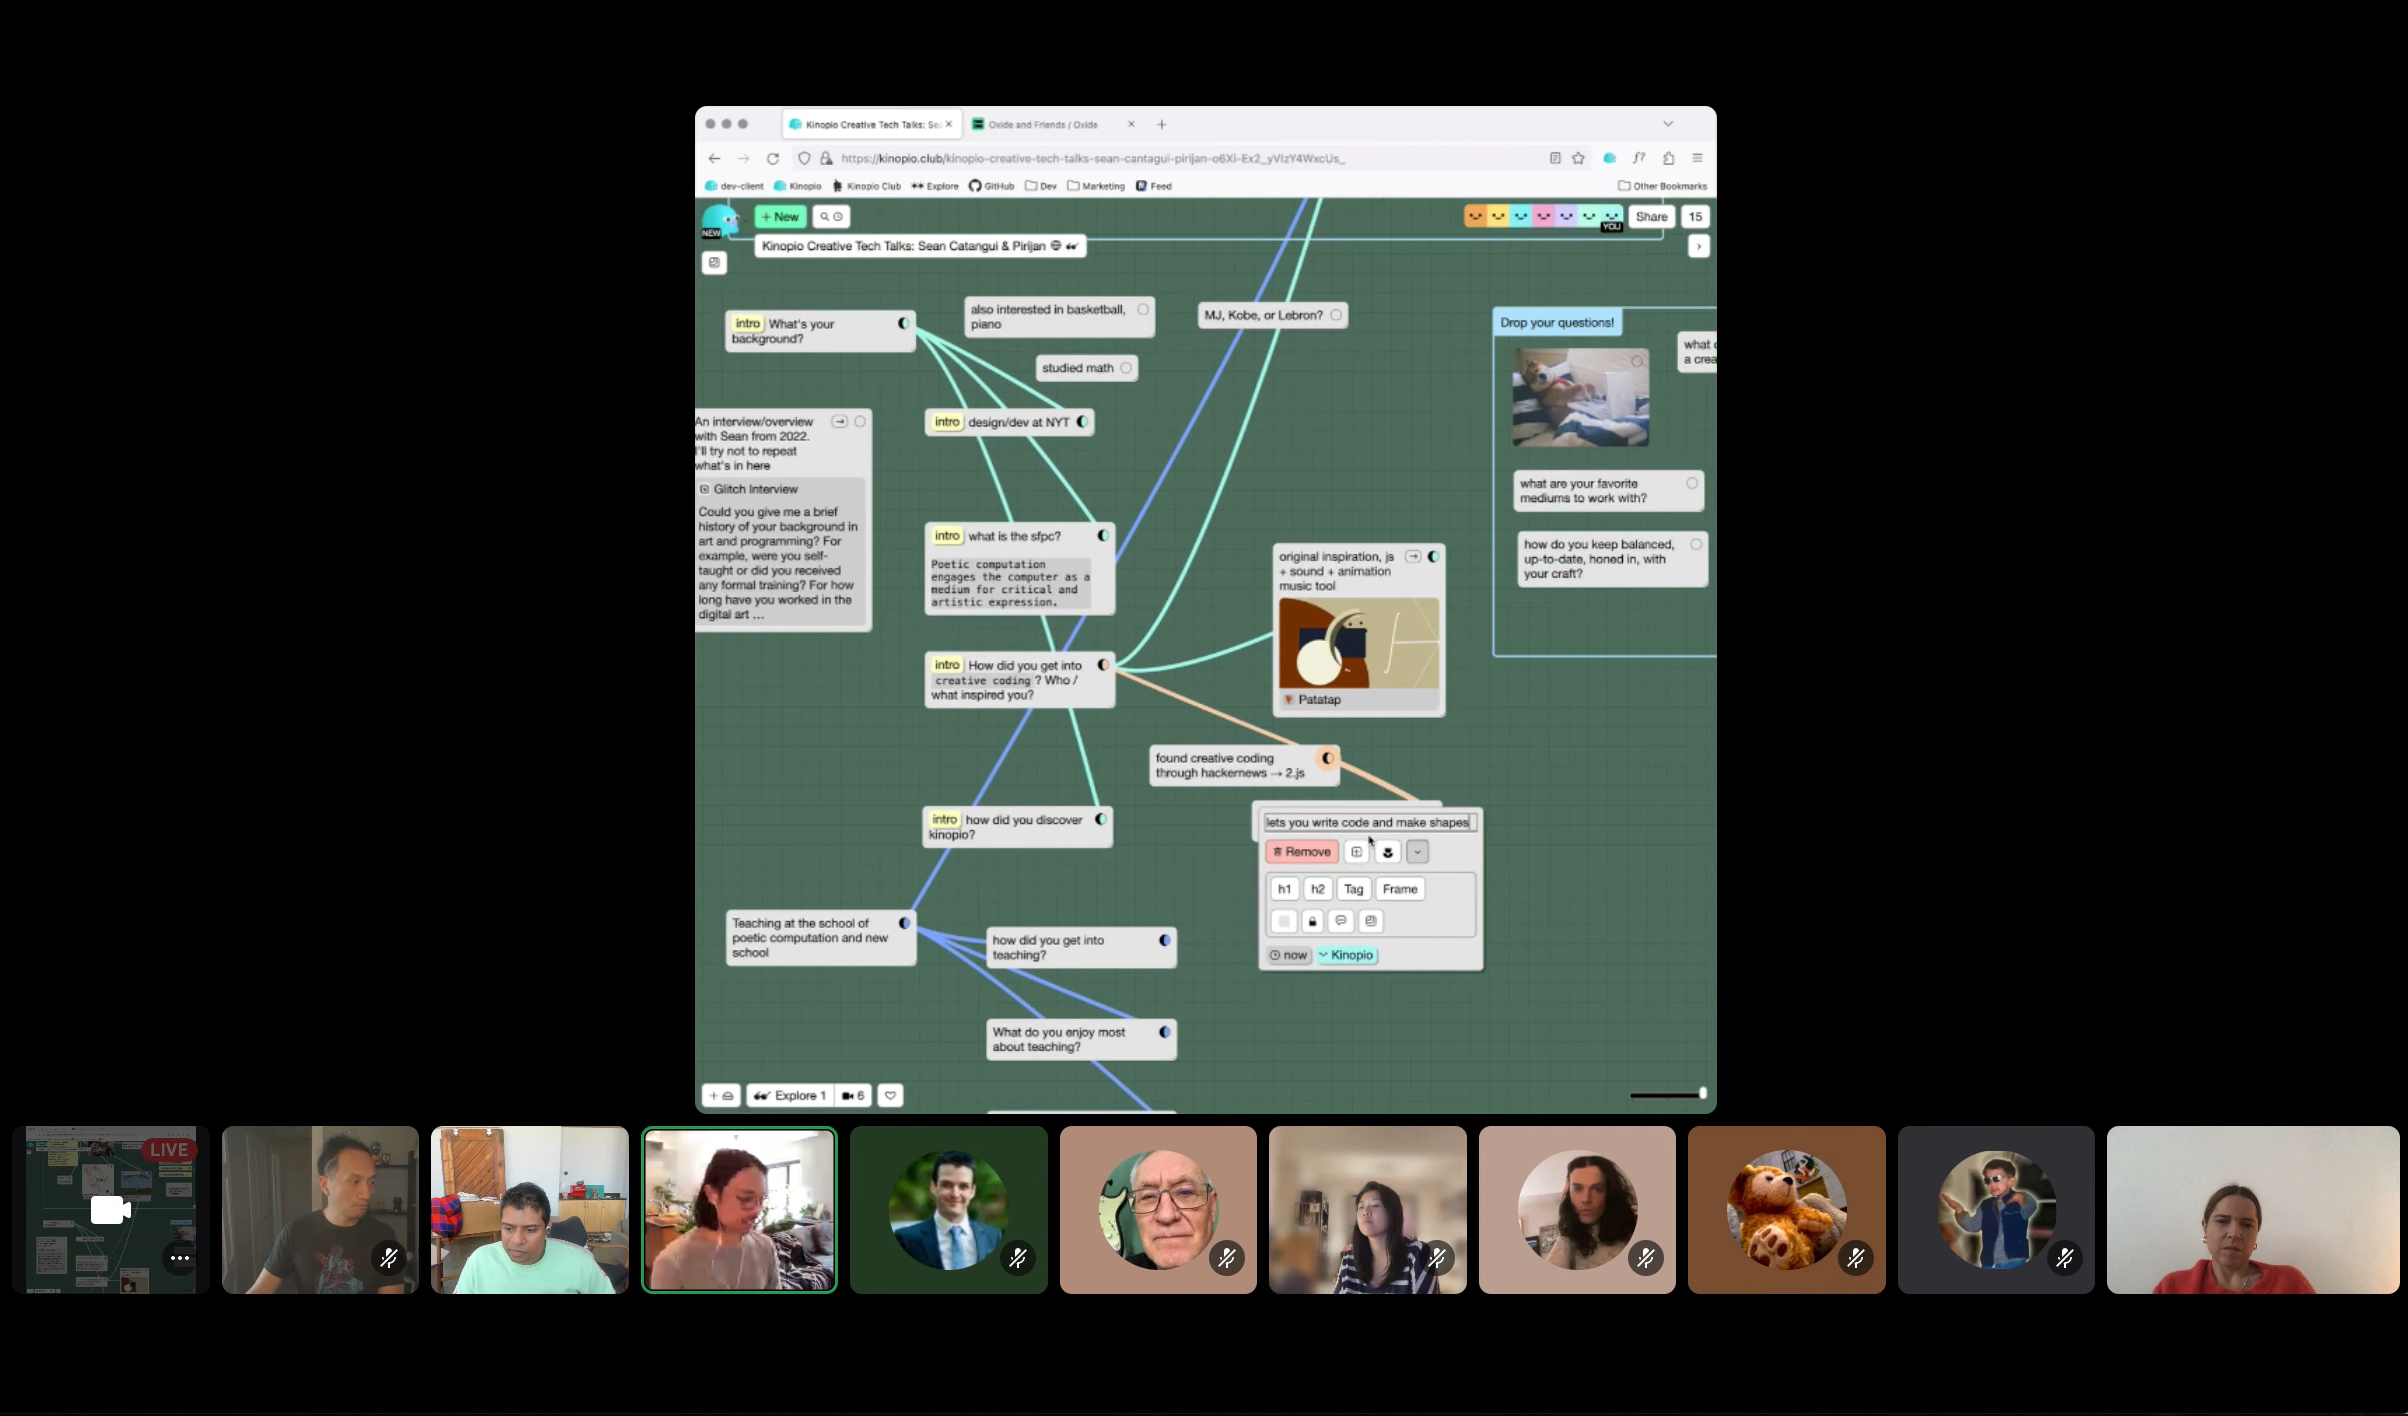 Kinopio Creative Tech Talks: Se
Oxide and Friends / Oxide
https://kinopio.club/kinopio-creative-tech-talks-sean-cantagui-pirijan-o6Xi-Ex2_yVIzY4WxcUs_
dev-client
Kinopio
Kinopio Club
Explore
GitHub
Dev
Marketing
Feed
Other Bookmarks
NEW
+ New
YOU
Share
15
Kinopio Creative Tech Talks: Sean Catangui & Pirijan
intro What's your
background?
also interested in basketball,
piano
MJ, Kobe, or Lebron?
studied math
Drop your questions!
what
a crea
An interview/overview
with Sean from 2022.
I'll try not to repeat
what's in here
Glitch Interview
Could you give me a brief
history of your background in
art and programming? For
example, were you self-
taught or did you received
any formal training? For how
long have you worked in the
digital art ...
intro design/dev at NYT
intro what is the sfpc?
Poetic computation
engages the computer as a
medium for critical and
artistic expression.
what are your favorite
mediums to work with?
how do you keep balanced,
up-to-date, honed in, with
your craft?
original inspiration, js
+ sound + animation
music tool
Patatap
intro How did you get into
creative coding ? Who /
what inspired you?
found creative coding
through hackernews → 2.js
intro how did you discover
kinopio?
lets you write code and make shapes
Remove
h1
h2
Tag
Frame
now
Kinopio
Teaching at the school of
poetic computation and new
school
how did you get into
teaching?
What do you enjoy most
about teaching?
Explore 1
6
LIVE